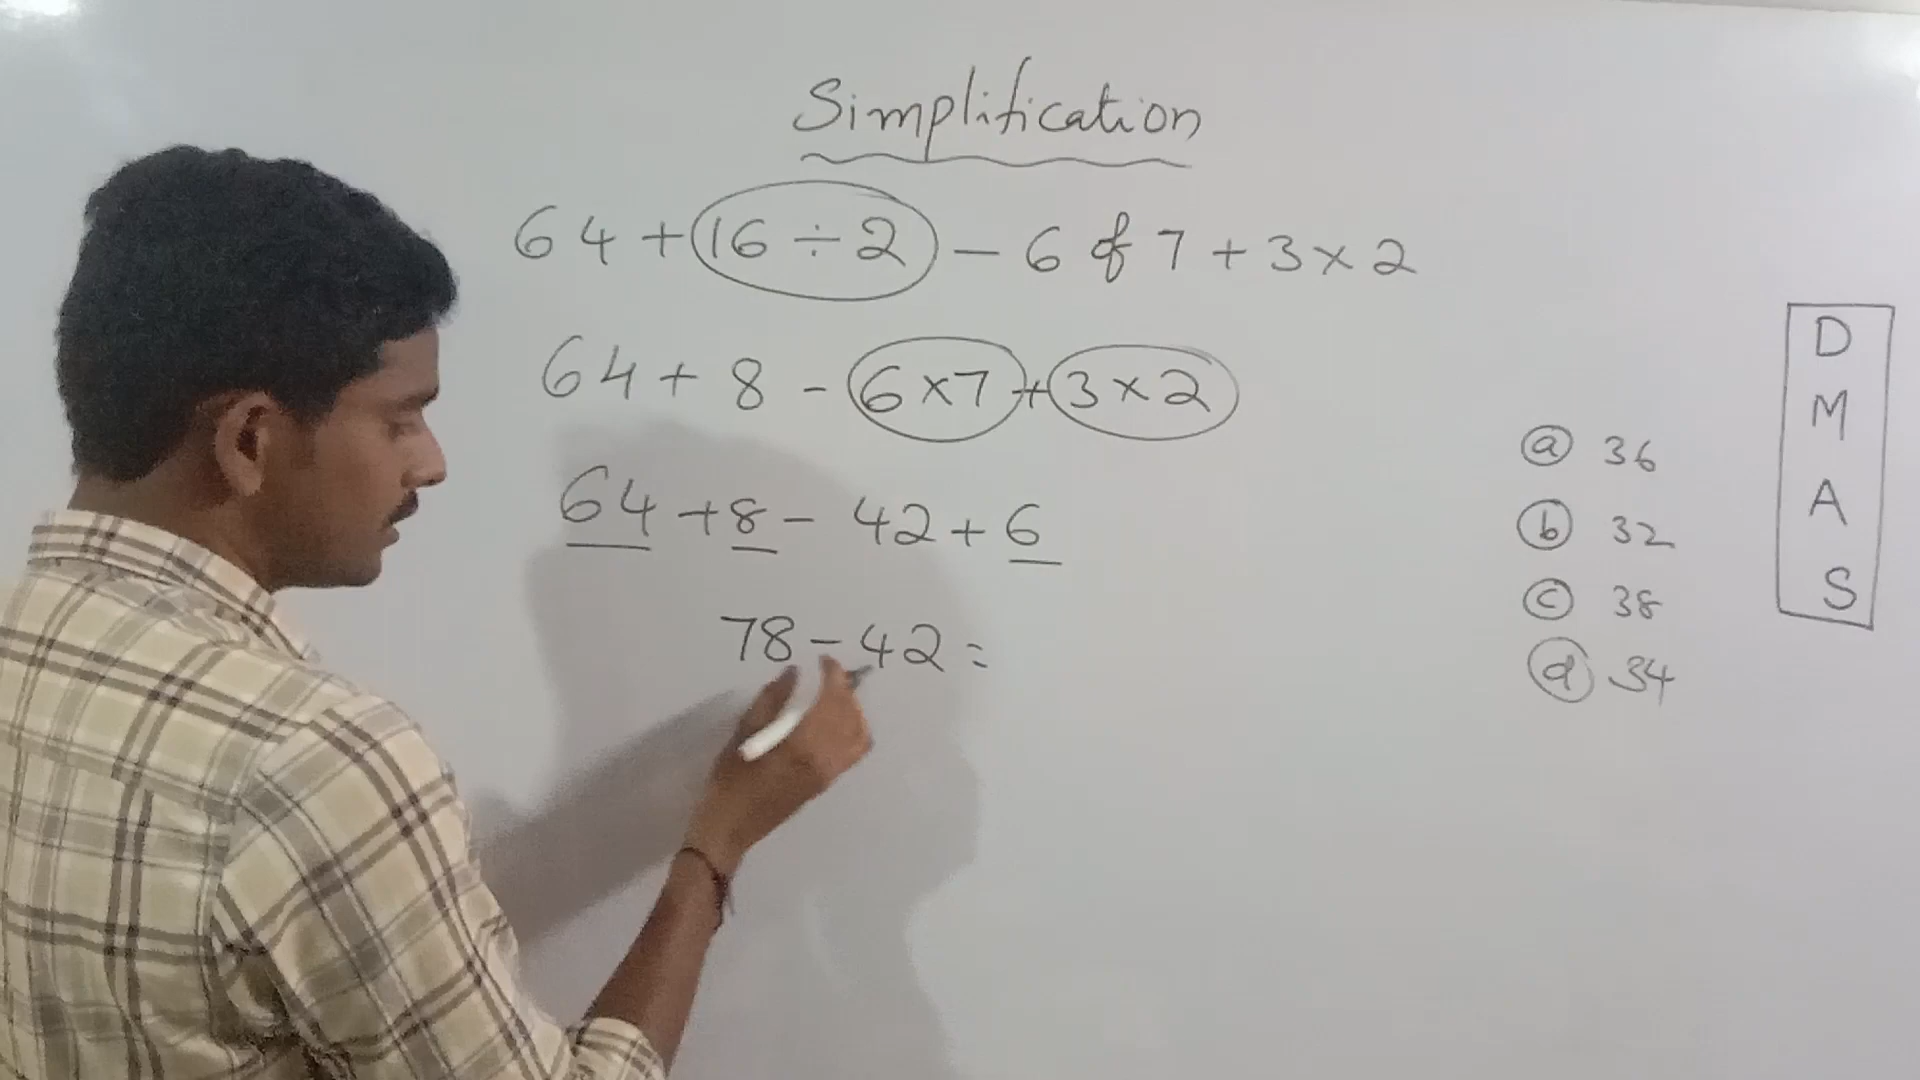 Simplification
64 + 16 ÷ 2 - 6 of 7 + 3 × 2
64 + 8 - 6 × 7 + 3 × 2
64 + 8 - 42 + 6
78 - 42 =
a 36
b 32
c 38
d 34
D
M
A
S